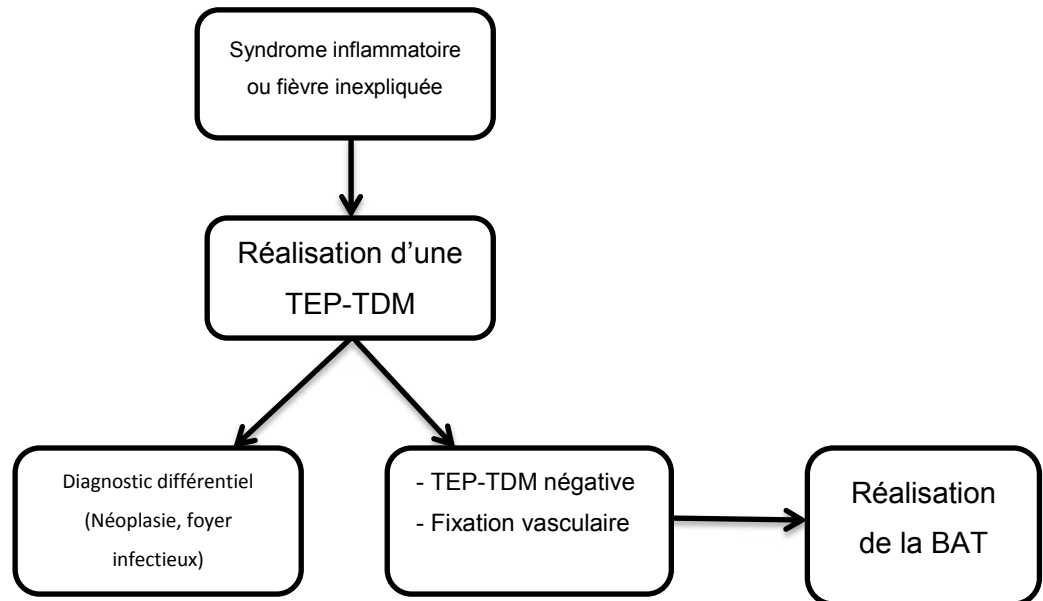 Syndrome inflammatoire
ou fièvre inexpliquée
Réalisation d’une
TEP-TDM
Diagnostic différentiel
(Néoplasie, foyer
infectieux)
- TEP-TDM négative
- Fixation vasculaire
Réalisation
de la BAT